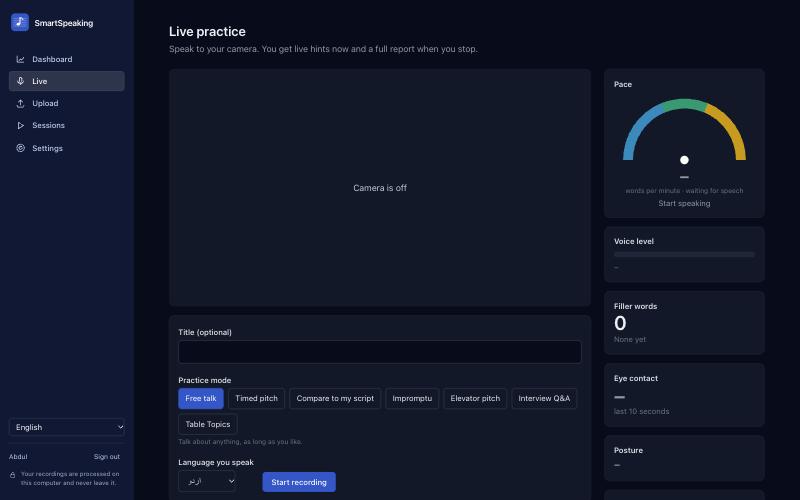 SmartSpeaking
Dashboard
Live
Upload
Sessions
Settings
English
Abdul
Sign out
Your recordings are processed on
this computer and never leave it.
Live practice
Speak to your camera. You get live hints now and a full report when you stop.
Camera is off
Title (optional)
Practice mode
Free talk
Timed pitch
Compare to my script
Impromptu
Elevator pitch
Interview Q&A
Table Topics
Talk about anything, as long as you like.
Language you speak
اردو
Start recording
Pace
—
words per minute · waiting for speech
Start speaking
Voice level
–
Filler words
0
None yet
Eye contact
—
last 10 seconds
Posture
–